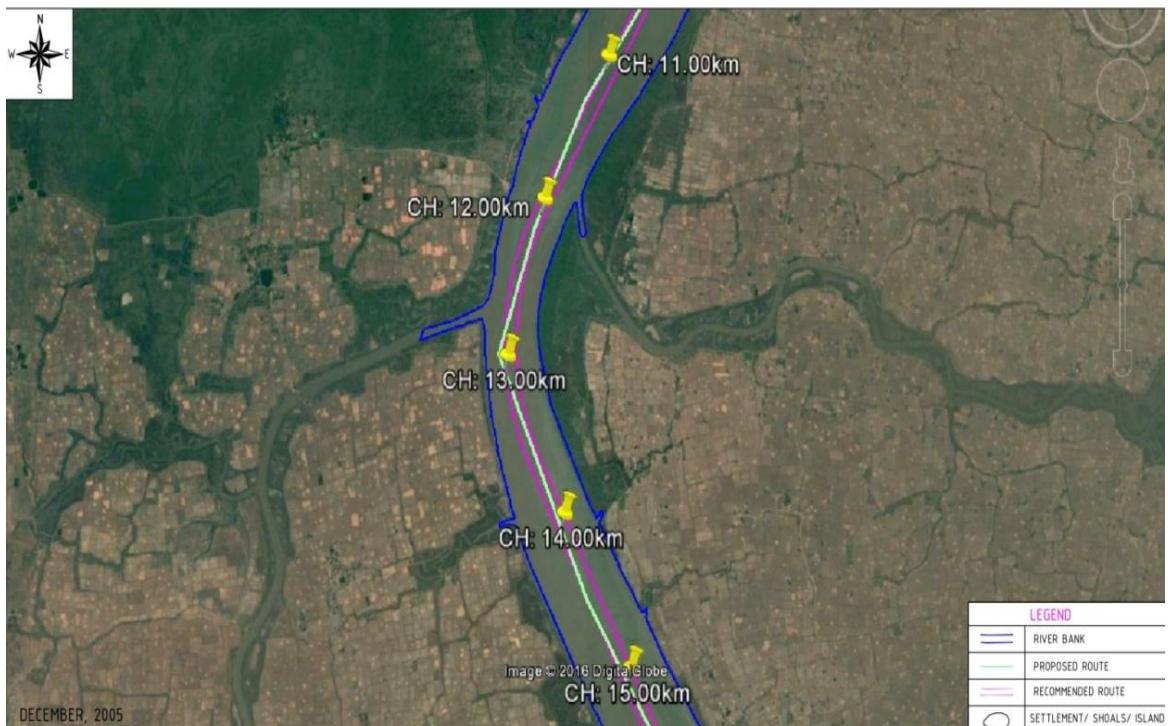 N
W E
S
CH: 11.00km
CH: 12.00km
CH: 13.00km
CH: 14.00km
Image © 2016 DigitalGlobe
CH: 15.00km
DECEMBER, 2005
LEGEND
RIVER BANK
PROPOSED ROUTE
RECOMMENDED ROUTE
SETTLEMENT/ SHOALS/ ISLAND